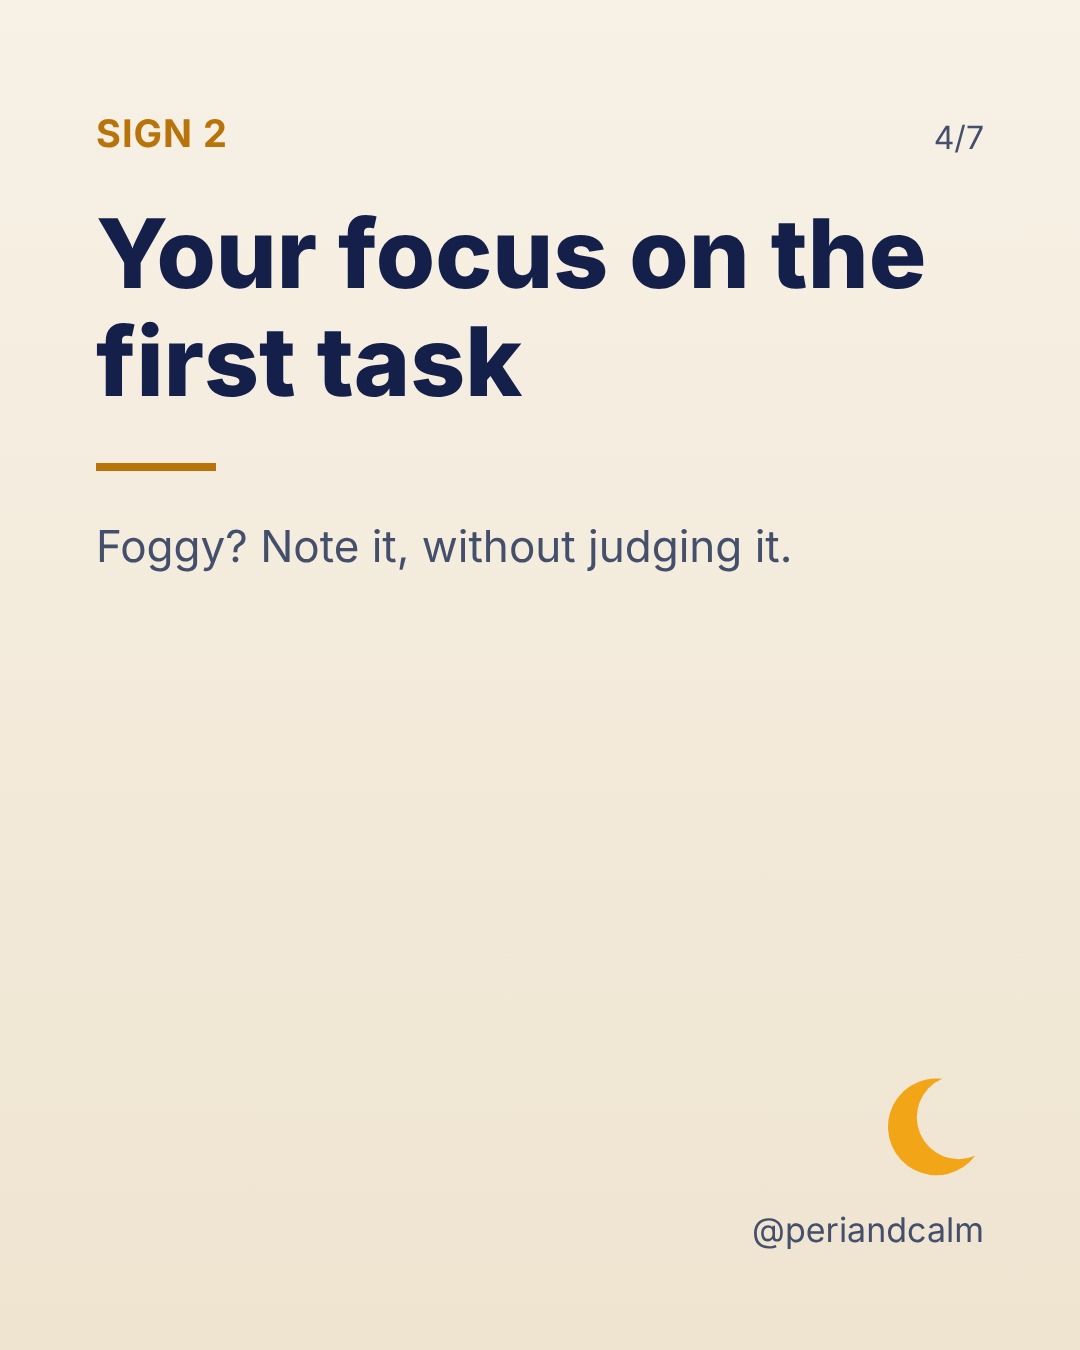 SIGN 2
4/7
Your focus on the
first task
Foggy? Note it, without judging it.
@periandcalm